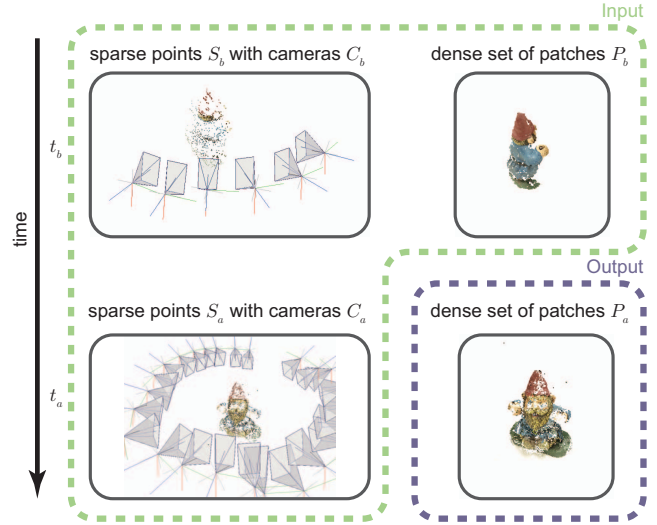 Input
sparse points S_b with cameras C_b
dense set of patches P_b
t_b
time
Output
sparse points S_a with cameras C_a
dense set of patches P_a
t_a